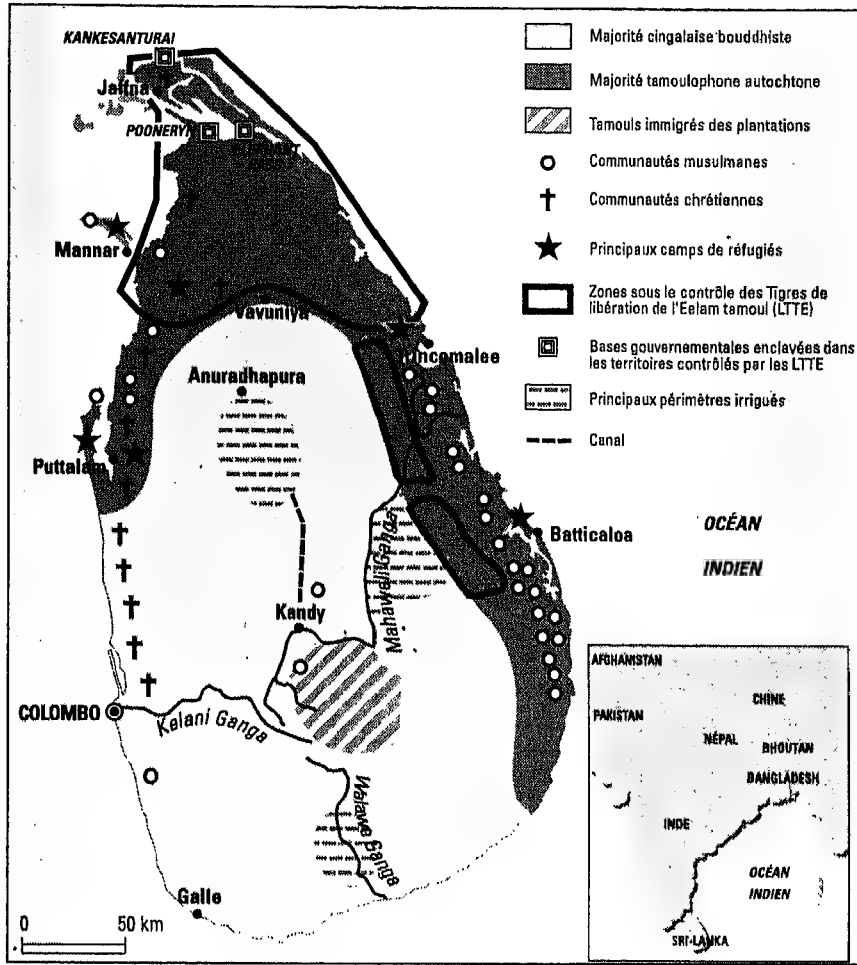 KANKESANTURAI
Jaffna
POONERYN
Mannar
Vavuniya
Trincomalee
Anuradhapura
Puttalam
Batticaloa
Mahaweli Ganga
Kandy
COLOMBO
Kelani Ganga
Walawe Ganga
Galle
0 50 km
Majorité cingalaise bouddhiste
Majorité tamoulophone autochtone
Tamouls immigrés des plantations
Communautés musulmanes
Communautés chrétiennes
Principaux camps de réfugiés
Zones sous le contrôle des Tigres de
libération de l'Eelam tamoul (LTTE)
Bases gouvernementales enclavées dans
les territoires contrôlés par les LTTE
Principaux périmètres irrigués
Canal
OCÉAN
INDIEN
AFGHANISTAN
CHINE
PAKISTAN
NÉPAL
BHOUTAN
BANGLADESH
INDE
OCÉAN
INDIEN
SRI-LANKA